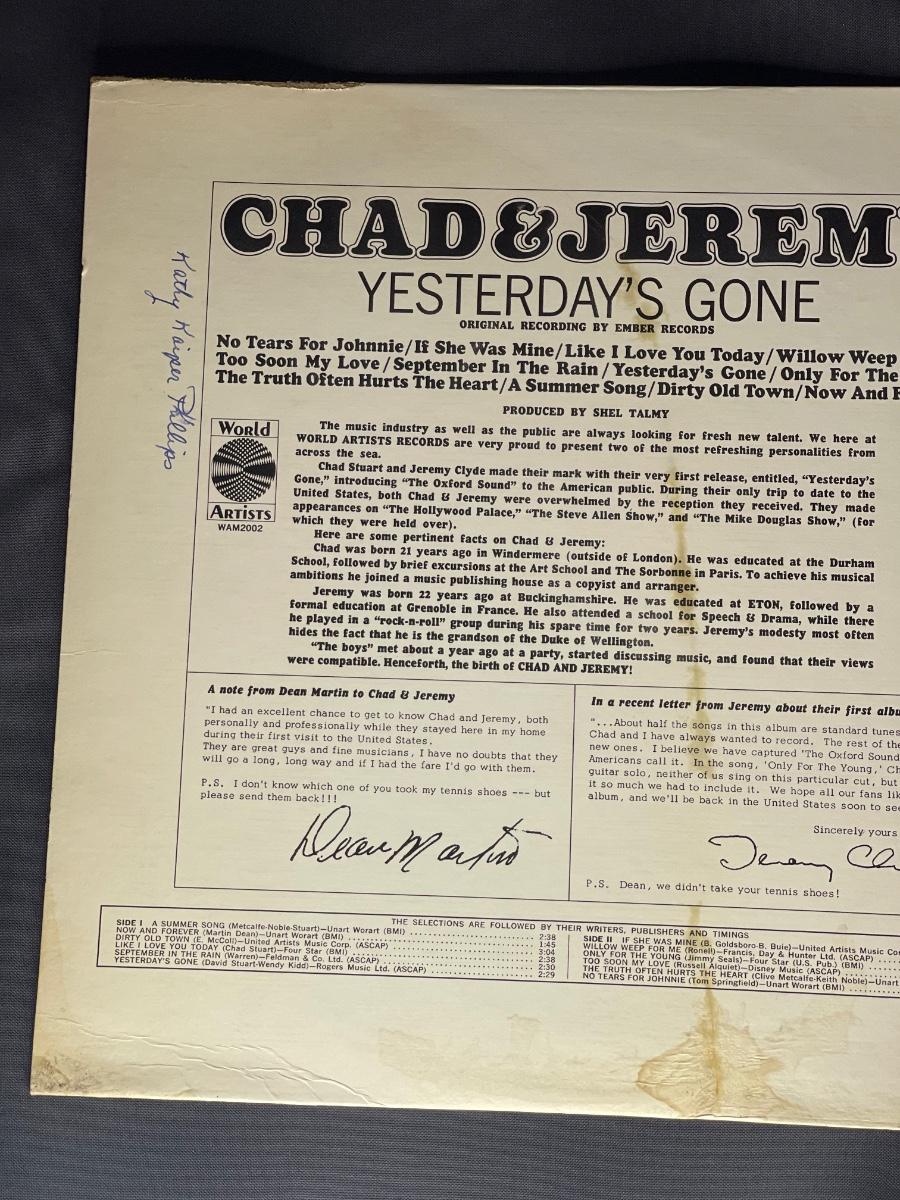 CHAD & JEREM
YESTERDAY'S GONE
ORIGINAL RECORDING BY EMBER RECORDS
No Tears For Johnnie/If She Was Mine/Like I Love You Today/Willow Weep
Too Soon My Love/September In The Rain/Yesterday's Gone/Only For The
The Truth Often Hurts The Heart/A Summer Song/Dirty Old Town/Now And
PRODUCED BY SHEL TALMY
Kathy Kaiper Phillips
World
ARTISTS
WAM2002
The music industry as well as the public are always looking for fresh new talent. We here at
WORLD ARTISTS RECORDS are very proud to present two of the most refreshing personalities from
across the sea.
Chad Stuart and Jeremy Clyde made their mark with their very first release, entitled, "Yesterday's
Gone," introducing "The Oxford Sound" to the American public. During their only trip to date to the
United States, both Chad & Jeremy were overwhelmed by the reception they received. They made
appearances on "The Hollywood Palace," "The Steve Allen Show," and "The Mike Douglas Show," (for
which they were held over).
Here are some pertinent facts on Chad & Jeremy:
Chad was born 21 years ago in Windermere (outside of London). He was educated at the Durham
School, followed by brief excursions at the Art School and The Sorbonne in Paris. To achieve his musical
ambitions he joined a music publishing house as a copyist and arranger.
Jeremy was born 22 years ago at Buckinghamshire. He was educated at ETON, followed by a
formal education at Grenoble in France. He also attended a school for Speech & Drama, while there
he played in a "rock-n-roll" group during his spare time for two years. Jeremy's modesty most often
hides the fact that he is the grandson of the Duke of Wellington.
"The boys" met about a year ago at a party, started discussing music, and found that their views
were compatible. Henceforth, the birth of CHAD AND JEREMY!
A note from Dean Martin to Chad & Jeremy
"I had an excellent chance to get to know Chad and Jeremy, both
personally and professionally while they stayed here in my home
during their first visit to the United States.
They are great guys and fine musicians, I have no doubts that they
will go a long, long way and if I had the fare I'd go with them.
P.S. I don't know which one of you took my tennis shoes --- but
please send them back!!!
Dean Martin
In a recent letter from Jeremy about their first albu
"...About half the songs in this album are standard tunes
Chad and I have always wanted to record. The rest of the
new ones. I believe we have captured 'The Oxford Sound
Americans call it. In the song, 'Only For The Young,' Ch
guitar solo, neither of us sing on this particular cut, but
it so much we had to include it. We hope all our fans lik
album, and we'll be back in the United States soon to se
Sincerely yours
Jeremy Cl
P.S. Dean, we didn't take your tennis shoes!
THE SELECTIONS ARE FOLLOWED BY THEIR WRITERS, PUBLISHERS AND TIMINGS
SIDE I A SUMMER SONG (Metcalfe-Noble-Stuart)—Unart Worart (BMI) 2:38
NOW AND FOREVER (Martin Dean)—Unart Worart (BMI) 1:45
DIRTY OLD TOWN (E. McColl)—United Artists Music Corp. (ASCAP) 3:04
LIKE I LOVE YOU TODAY (Chad Stuart)—Four Star (BMI) 2:38
SEPTEMBER IN THE RAIN (Warren)—Feldman & Co. Ltd. (ASCAP) 2:30
YESTERDAY'S GONE (David Stuart-Wendy Kidd)—Rogers Music Ltd. (ASCAP) 2:29
SIDE II IF SHE WAS MINE (B. Goldsboro-B. Buie)—United Artists Music Co
WILLOW WEEP FOR ME (Ronell)—Francis, Day & Hunter Ltd. (ASCAP)
ONLY FOR THE YOUNG (Jimmy Seals)—Four Star (U.S. Pub.) (BMI)
TOO SOON MY LOVE (Russell Alquiet)—Disney Music (ASCAP)
THE TRUTH OFTEN HURTS THE HEART (Clive Metcalfe-Keith Noble)—Unart
NO TEARS FOR JOHNNIE (Tom Springfield)—Unart Worart (BMI)